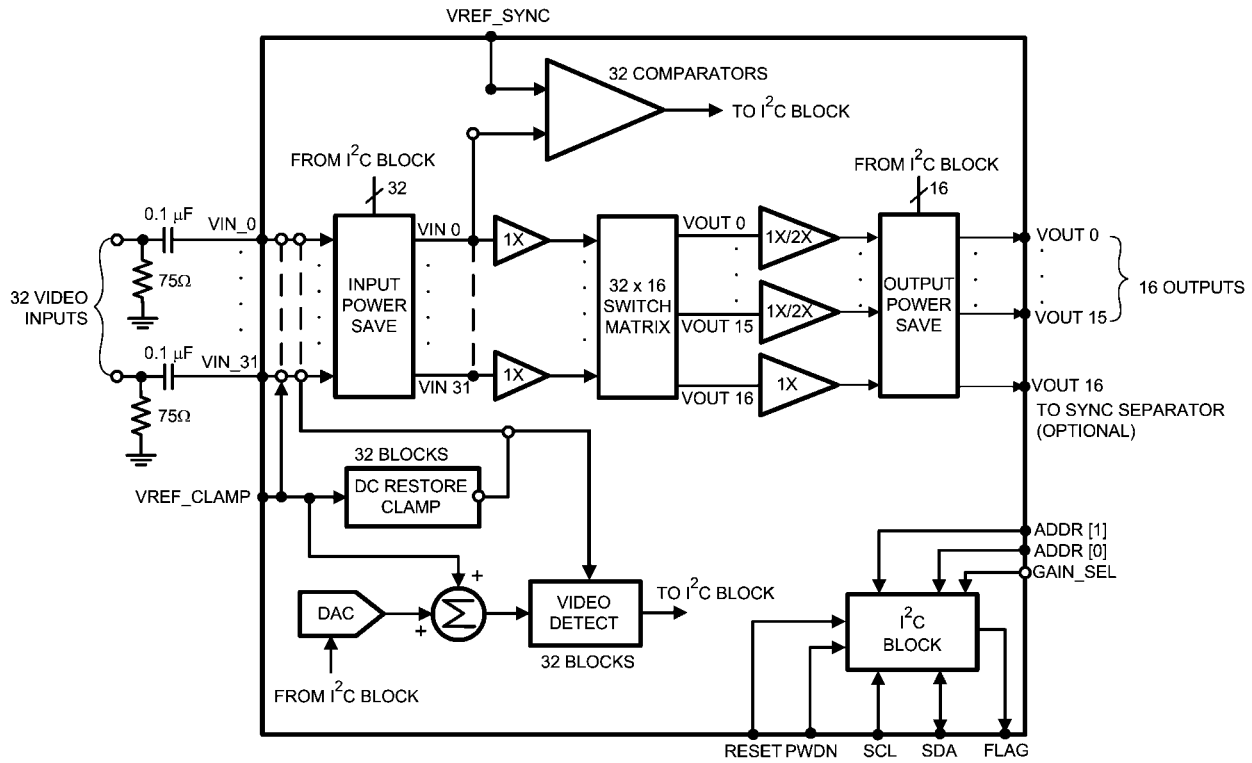 VREF_SYNC
32 COMPARATORS
TO I²C BLOCK
FROM I²C BLOCK
32
FROM I²C BLOCK
16
0.1 µF
VIN_0
75Ω
32 VIDEO
INPUTS
0.1 µF
VIN_31
75Ω
INPUT
POWER
SAVE
VIN 0
1X
VIN 31
1X
32 x 16
SWITCH
MATRIX
VOUT 0
1X/2X
VOUT 15
1X/2X
VOUT 16
1X
OUTPUT
POWER
SAVE
VOUT 0
VOUT 15
16 OUTPUTS
VOUT 16
TO SYNC SEPARATOR
(OPTIONAL)
32 BLOCKS
DC RESTORE
CLAMP
VREF_CLAMP
+
+
Σ
DAC
FROM I²C BLOCK
VIDEO
DETECT
32 BLOCKS
TO I²C BLOCK
ADDR [1]
ADDR [0]
GAIN_SEL
I²C
BLOCK
RESET
PWDN
SCL
SDA
FLAG